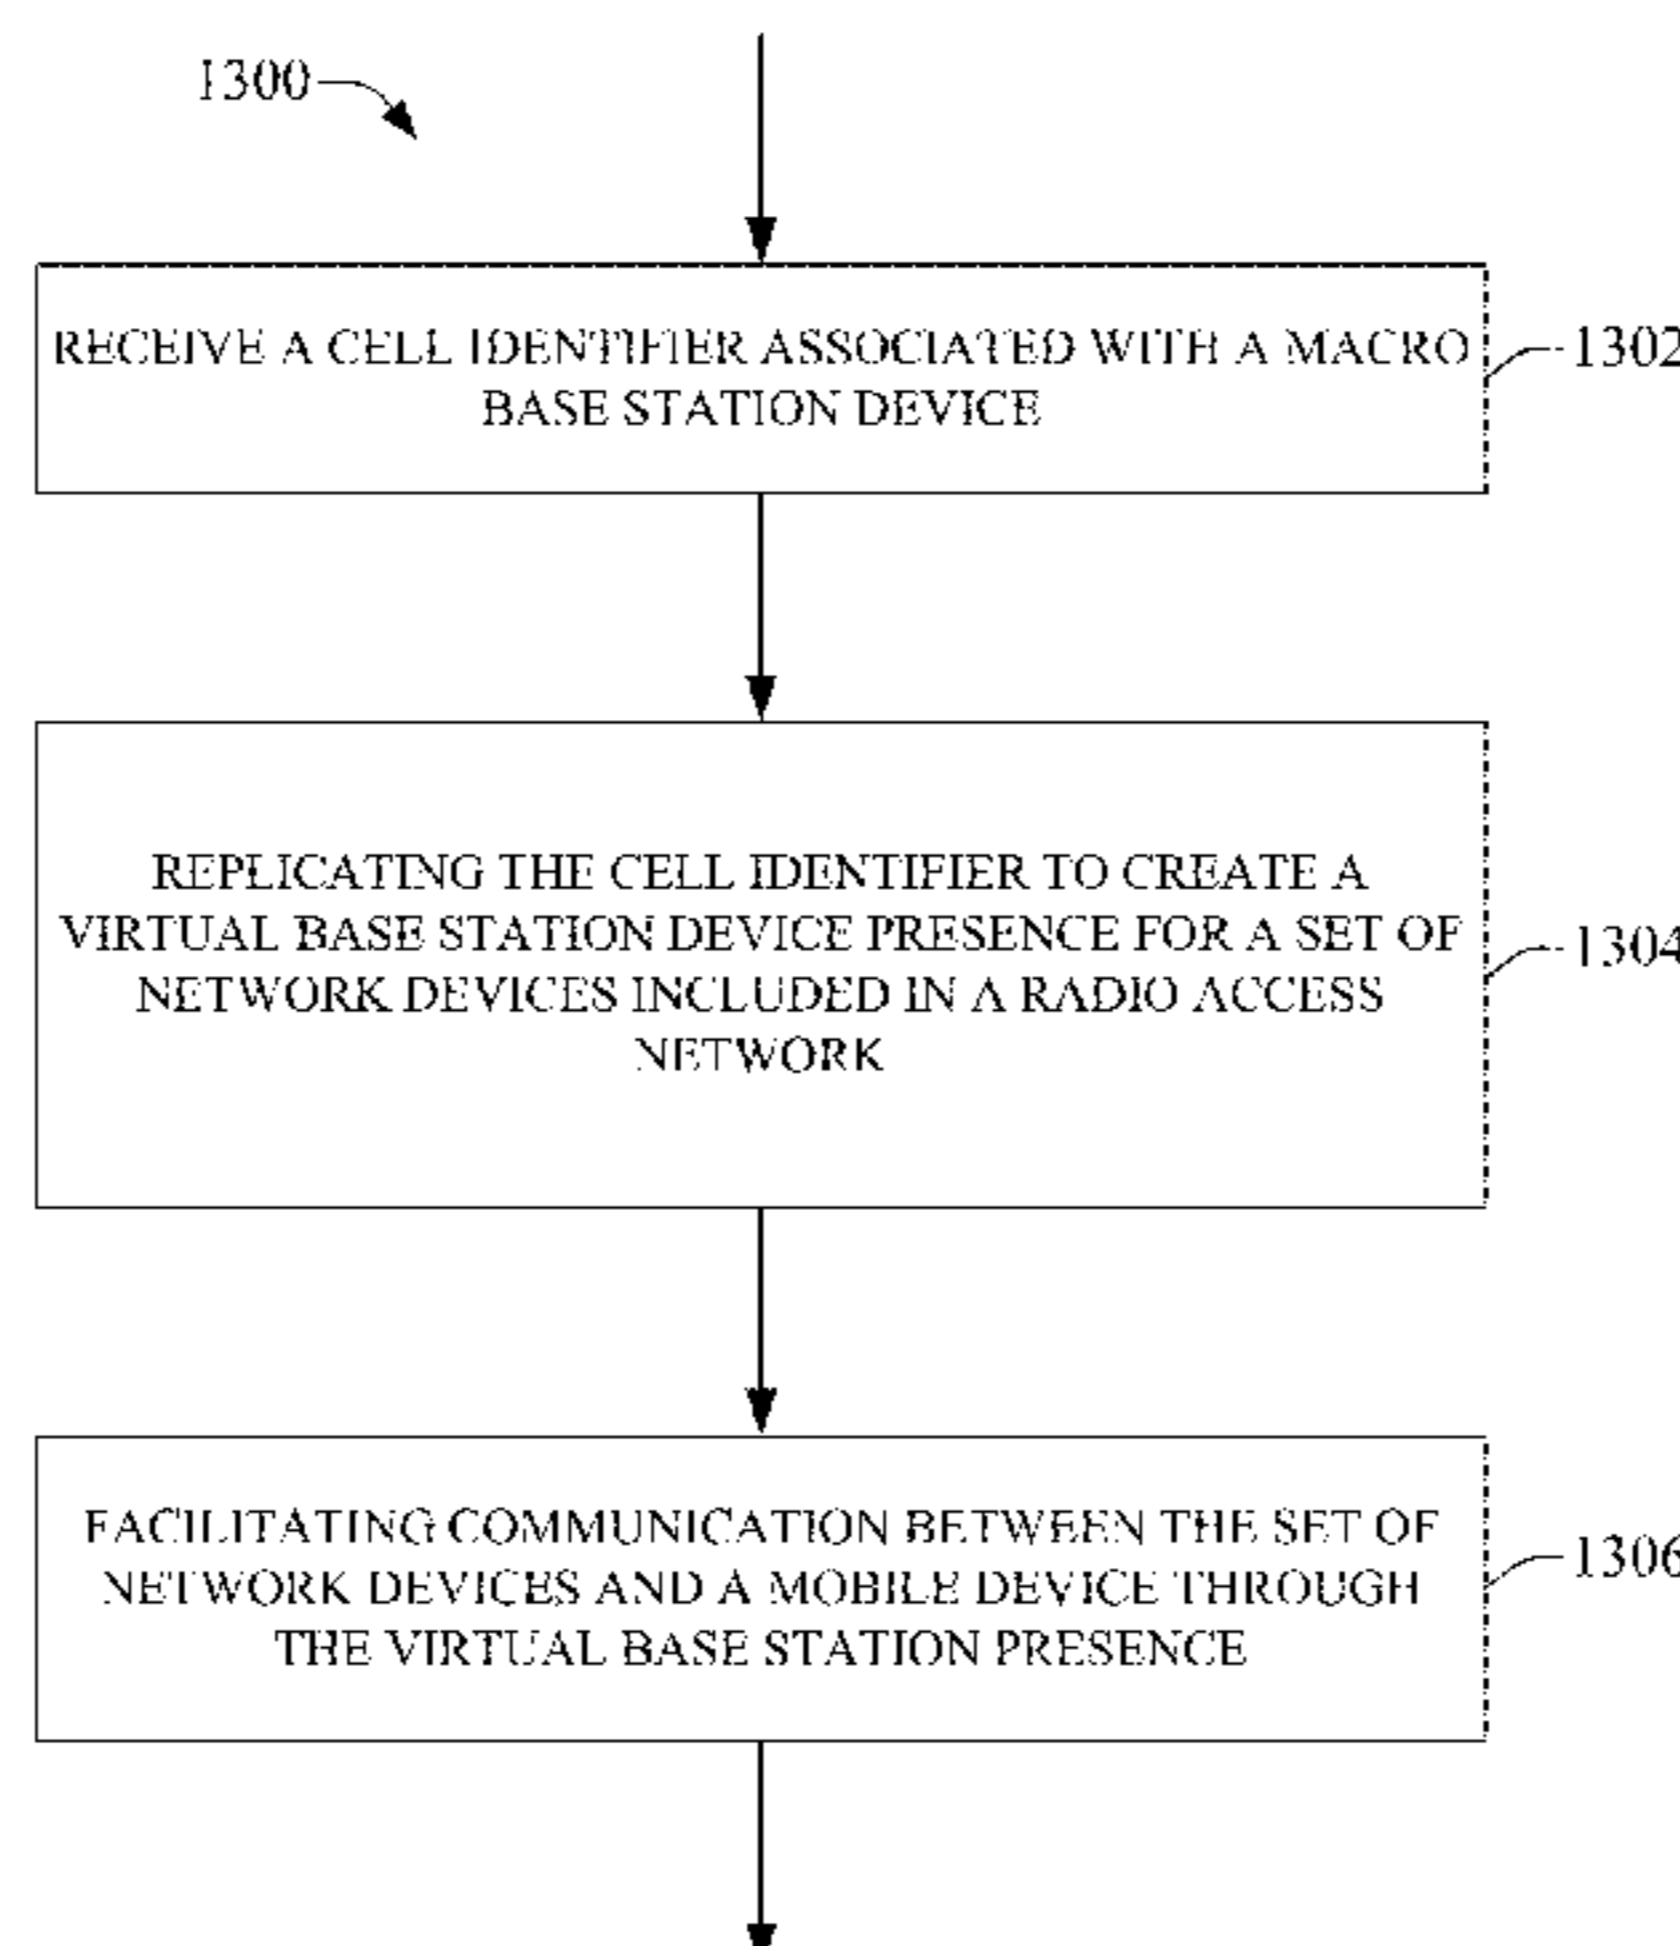 1300
RECEIVE A CELL IDENTIFIER ASSOCIATED WITH A MACRO
BASE STATION DEVICE
1302
REPLICATING THE CELL IDENTIFIER TO CREATE A
VIRTUAL BASE STATION DEVICE PRESENCE FOR A SET OF
NETWORK DEVICES INCLUDED IN A RADIO ACCESS
NETWORK
1304
FACILITATING COMMUNICATION BETWEEN THE SET OF
NETWORK DEVICES AND A MOBILE DEVICE THROUGH
THE VIRTUAL BASE STATION PRESENCE
1306